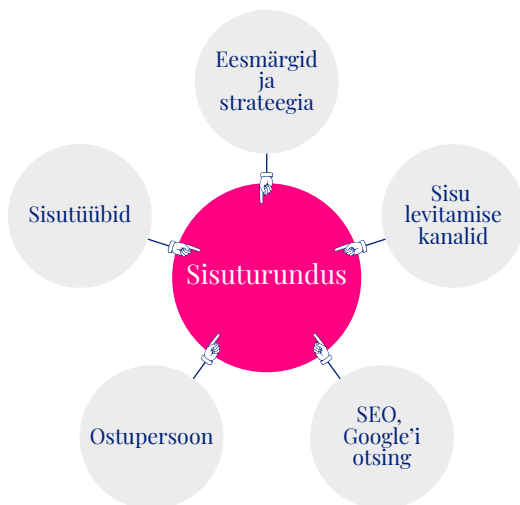 Eesmärgid
ja
strateegia
Sisutüübid
Sisu
levitamise
kanalid
Sisuturundus
Ostupersoon
SEO,
Google’i
otsing